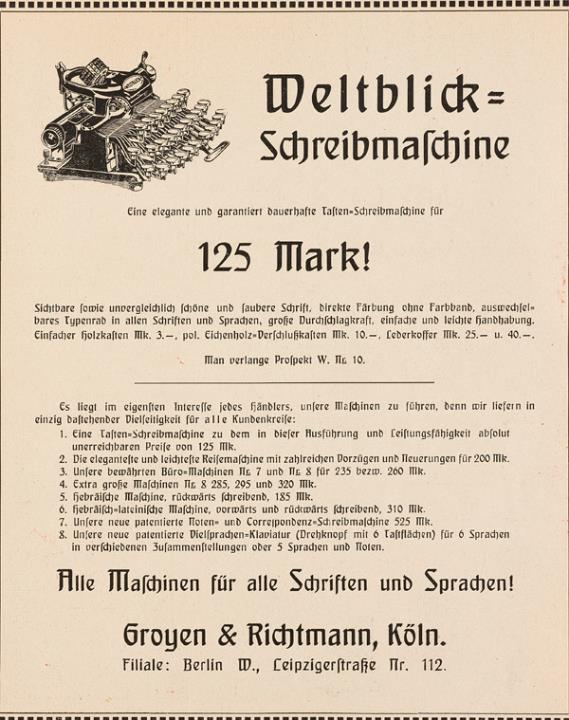 Weltblick=
Schreibmaſchine
Eine elegante und garantiert dauerhafte Taſten=Schreibmaſchine für
125 Mark!
Sichtbare ſowie unvergleichlich ſchöne und ſaubere Schrift, direkte Färbung ohne Farbband, auswechſel=
bares Typenrad in allen Schriften und Sprachen, große Durchſchlagkraft, einfache und leichte Handhabung.
Einfacher Holzkaſten Mk. 3.—, pol. Eichenholz=Verſchlußkaſten Mk. 10.—, Lederkoffer Mk. 25.— u. 40.—.
Man verlange Proſpekt W. Nr. 10.
Es liegt im eigenſten Intereſſe jedes Händlers, unſere Maſchinen zu führen, denn wir liefern in
einzig daſtehender Vielſeitigkeit für alle Kundenkreiſe:
1. Eine Taſten=Schreibmaſchine zu dem in dieſer Ausführung und Leiſtungsfähigkeit abſolut
unerreichbaren Preiſe von 125 Mk.
2. Die eleganteſte und leichteſte Reiſemaſchine mit zahlreichen Vorzügen und Neuerungen für 200 Mk.
3. Unſere bewährten Büro=Maſchinen Nr. 7 und Nr. 8 für 235 bezw. 260 Mk.
4. Extra große Maſchinen Nr. 8 285, 295 und 320 Mk.
5. Hebräiſche Maſchine, rückwärts ſchreibend, 185 Mk.
6. Hebräiſch=lateiniſche Maſchine, vorwärts und rückwärts ſchreibend, 310 Mk.
7. Unſere neue patentierte Noten= und Correſpondenz=Schreibmaſchine 525 Mk.
8. Unſere neue patentierte Vielſprachen=Klaviatur (Drehknopf mit 6 Taſtflächen) für 6 Sprachen
in verſchiedenen Zuſammenſtellungen oder 5 Sprachen und Noten.
Alle Maſchinen für alle Schriften und Sprachen!
Groyen & Richtmann, Köln.
Filiale: Berlin W., Leipzigerſtraße Nr. 112.